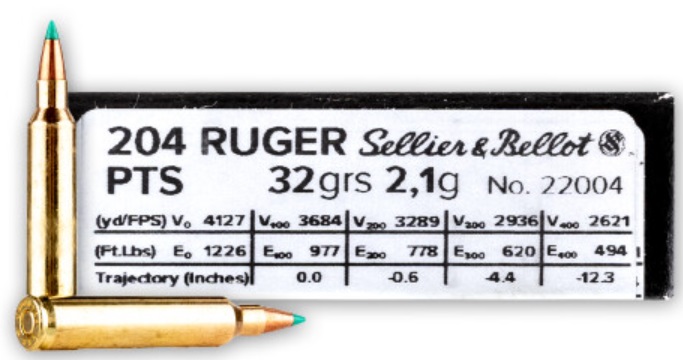 204 RUGER Sellier & Bellot
PTS 32grs 2,1g No. 22004
(yd/FPS) V₀ 4127 V₁₀₀ 3684 V₂₀₀ 3289 V₃₀₀ 2936 V₄₀₀ 2621
(Ft.Lbs) E₀ 1226 E₁₀₀ 977 E₂₀₀ 778 E₃₀₀ 620 E₄₀₀ 494
Trajectory (Inches) 0.0 -0.6 -4.4 -12.3